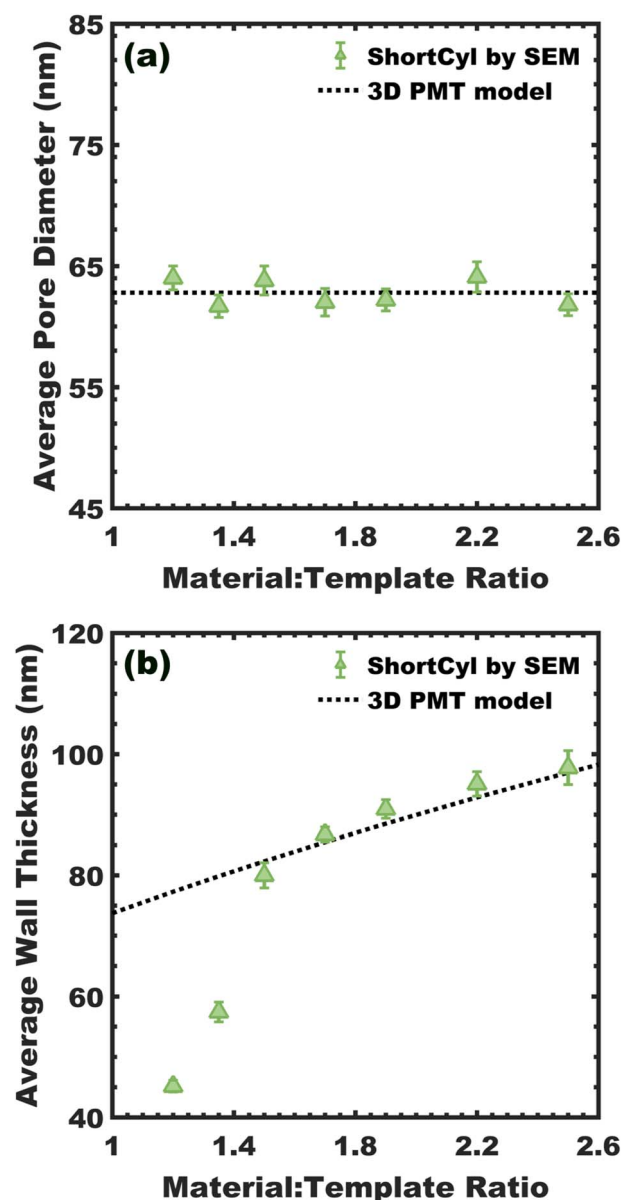 85
(a)
ShortCyl by SEM
3D PMT model
75
65
55
45
Average Pore Diameter (nm)
1 1.4 1.8 2.2 2.6
Material:Template Ratio
120
(b)
ShortCyl by SEM
3D PMT model
100
80
60
40
Average Wall Thickness (nm)
1 1.4 1.8 2.2 2.6
Material:Template Ratio